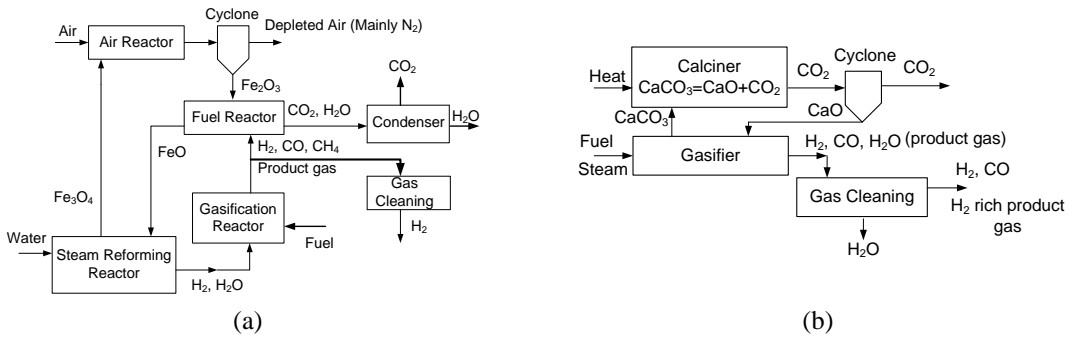 Cyclone
Air
Air Reactor
Depleted Air (Mainly N₂)
Fe₂O₃
CO₂
Fuel Reactor
CO₂, H₂O
Condenser
H₂O
FeO
H₂, CO, CH₄
Product gas
Fe₃O₄
Gas
Cleaning
Gasification
Reactor
H₂
Fuel
Water
Steam Reforming
Reactor
H₂, H₂O
(a)
Cyclone
Calciner
CaCO₃=CaO+CO₂
Heat
CO₂
CO₂
CaO
CaCO₃
Fuel
Steam
Gasifier
H₂, CO, H₂O (product gas)
Gas Cleaning
H₂, CO
H₂ rich product
gas
H₂O
(b)